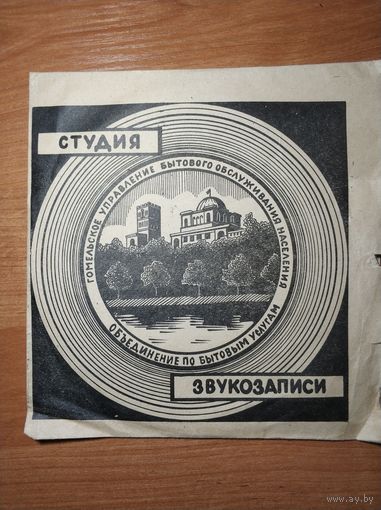 СТУДИЯ
ГОМЕЛЬСКОЕ УПРАВЛЕНИЕ БЫТОВОГО ОБСЛУЖИВАНИЯ НАСЕЛЕНИЯ
ОБЪЕДИНЕНИЕ ПО БЫТОВЫМ УСЛУГАМ
ЗВУКОЗАПИСИ
www.ay.by